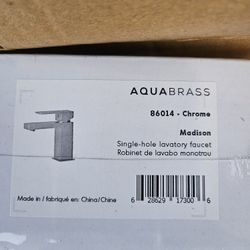 AQUABRASS
86014 - Chrome
Madison
Single-hole lavatory faucet
Robinet de lavabo monotrou
Made in / fabriqué en: China/Chine
6 28629 17300 6